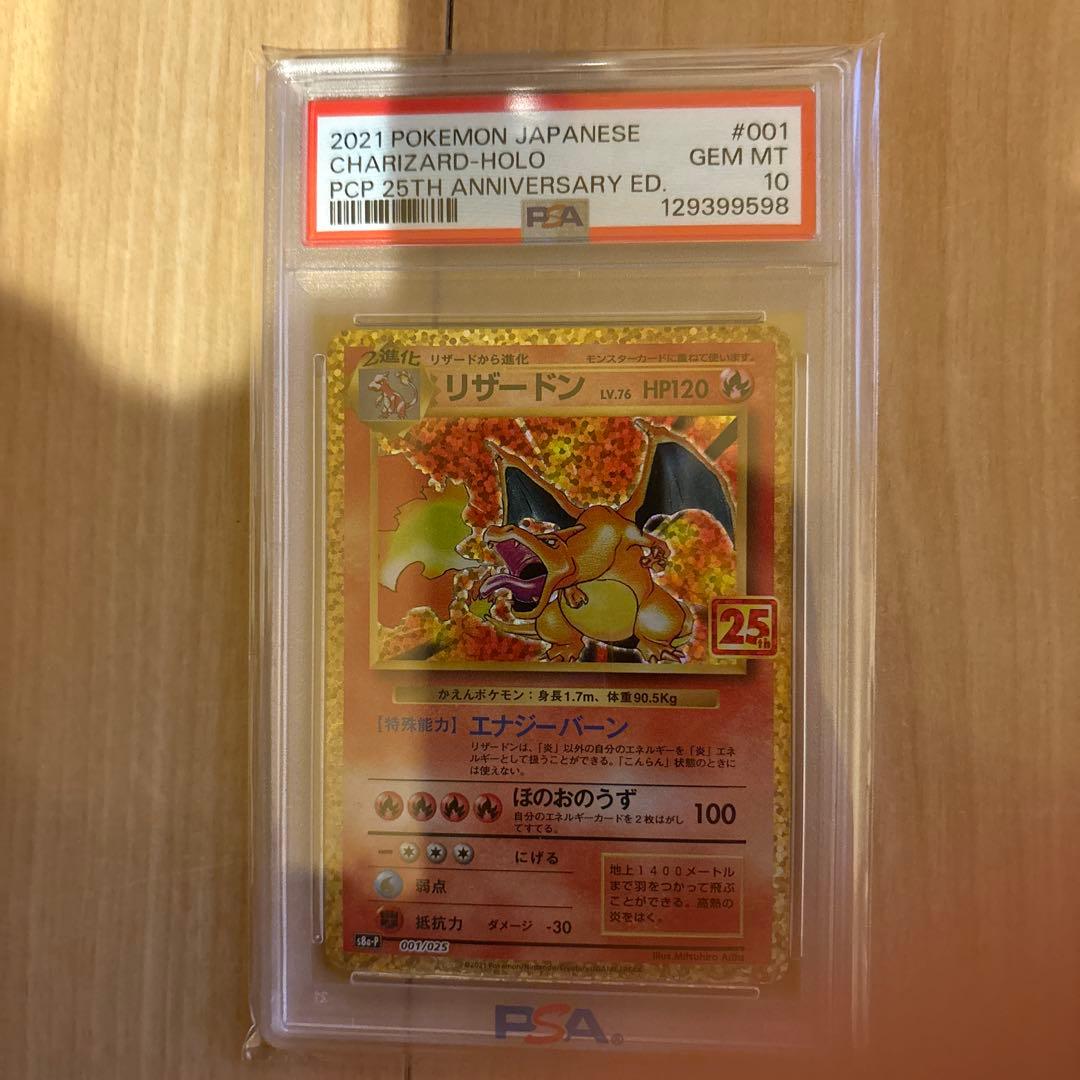 2021 POKEMON JAPANESE #001
CHARIZARD-HOLO GEM MT
PCP 25TH ANNIVERSARY ED. 10
PSA 129399598
2進化 リザードから進化 モンスターカードに重ねて使います。
リザードン LV.76 HP120
25th
かえんポケモン:身長1.7m、体重90.5Kg
【特殊能力】エナジーバーン
リザードンは、「炎」以外の自分のエネルギーを「炎」エネ
ルギーとして扱うことができる。「こんらん」状態のときに
は使えない。
ほのおのうず 100
自分のエネルギーカードを2枚はがし
てすてる。
にげる
弱点
抵抗力 ダメージ -30
地上1400メートル
まで羽をつかって飛ぶ
ことができる。高熱の
炎をはく。
s8a-P 001/025
Illus.Mitsuhiro Arita
©2021 Pokémon/Nintendo/Creatures/GAME FREAK
PSA®